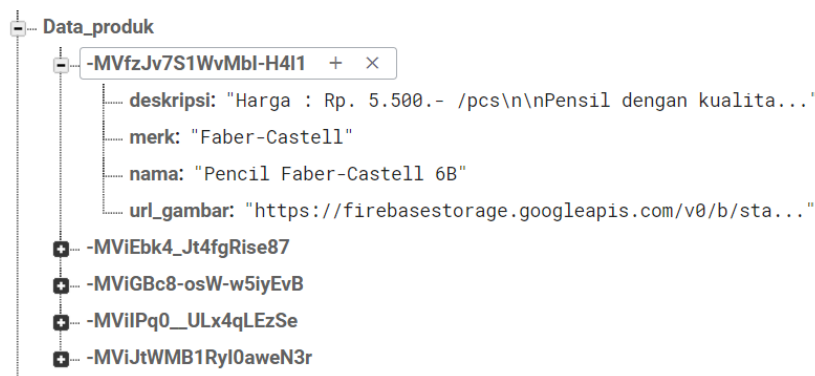 Data_produk
-MVfzJv7S1WvMbI-H4I1 + ×
deskripsi: "Harga : Rp. 5.500.- /pcs\n\nPensil dengan kualita..."
merk: "Faber-Castell"
nama: "Pencil Faber-Castell 6B"
url_gambar: "https://firebasestorage.googleapis.com/v0/b/sta..."
-MViEbk4_Jt4fgRise87
-MViGBc8-osW-w5iyEvB
-MViIPq0__ULx4qLEzSe
-MViJtWMB1RyI0aweN3r